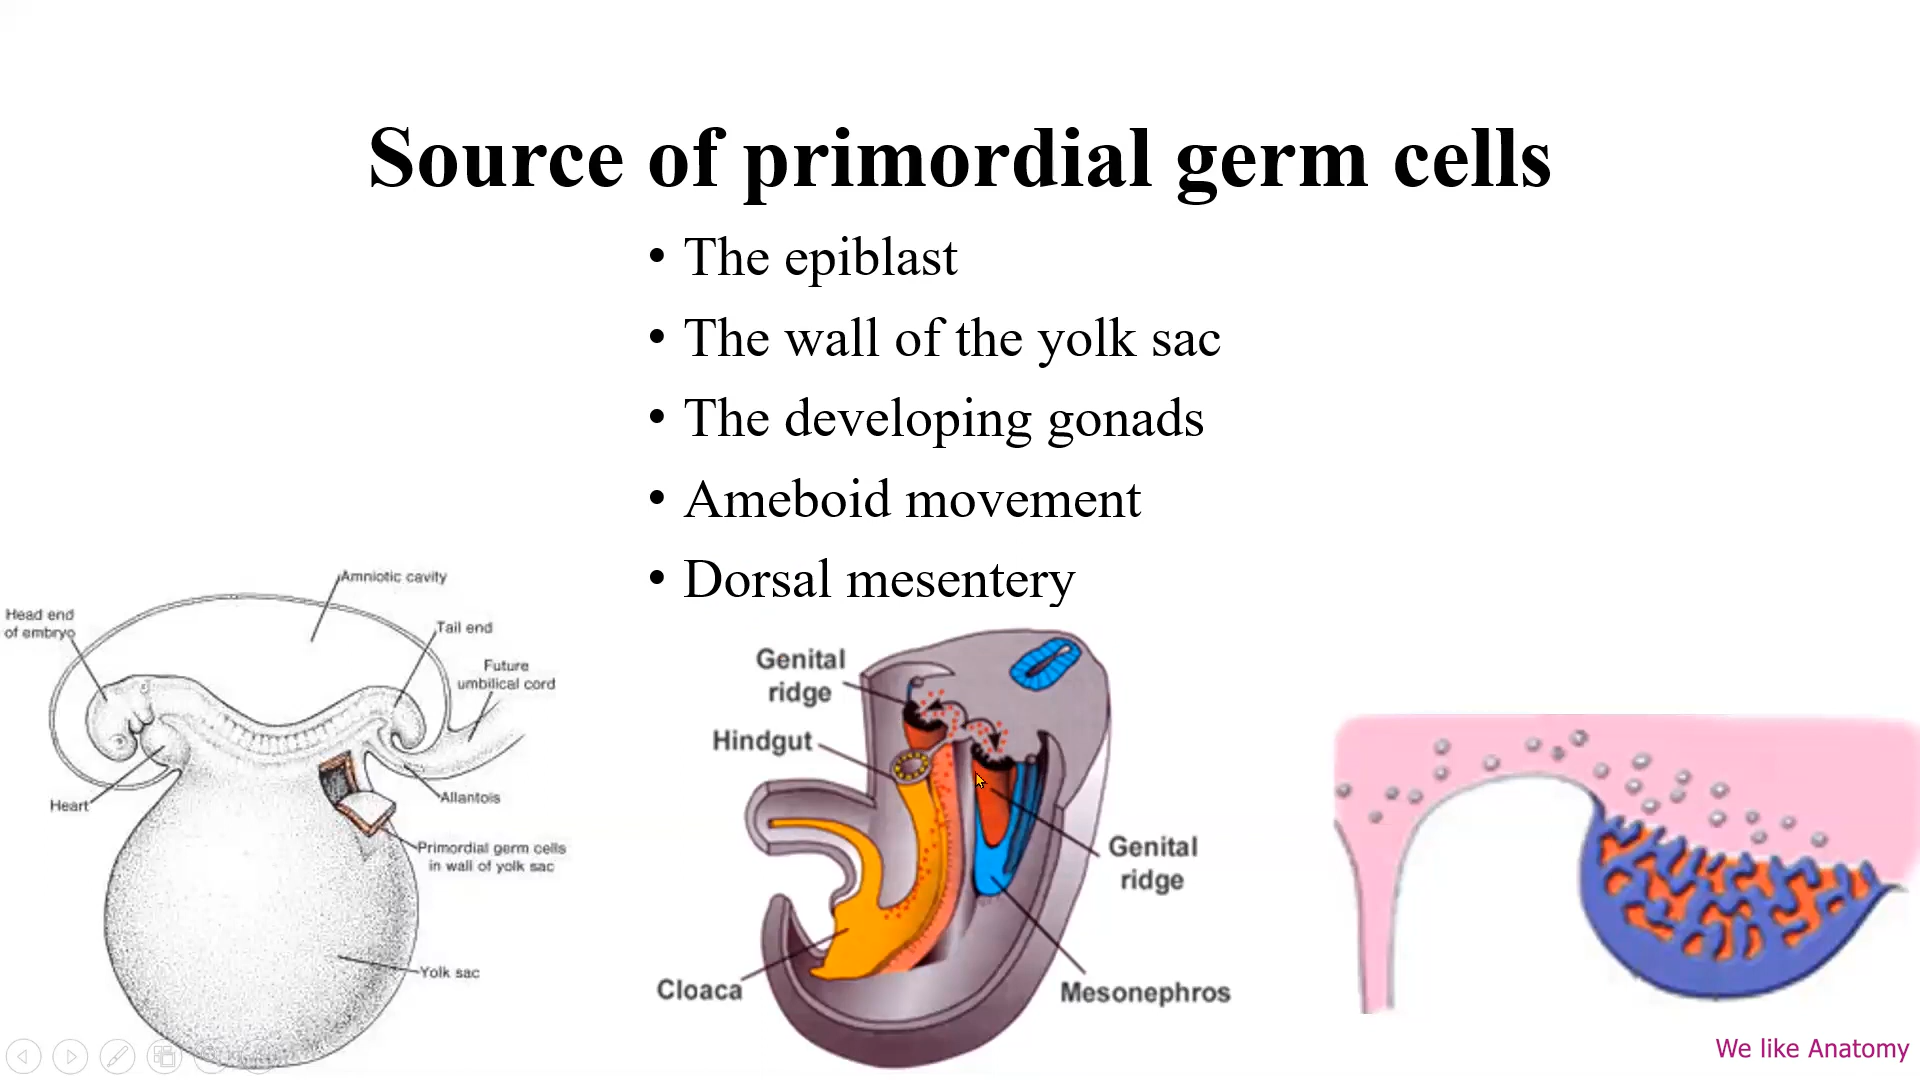 Source of primordial germ cells
• The epiblast
• The wall of the yolk sac
• The developing gonads
• Ameboid movement
• Dorsal mesentery
Amniotic cavity
Head end
of embryo
Tail end
Future
umbilical cord
Heart
Allantois
Primordial germ cells
in wall of yolk sac
Yolk sac
Genital
ridge
Hindgut
Genital
ridge
Cloaca
Mesonephros
We like Anatomy